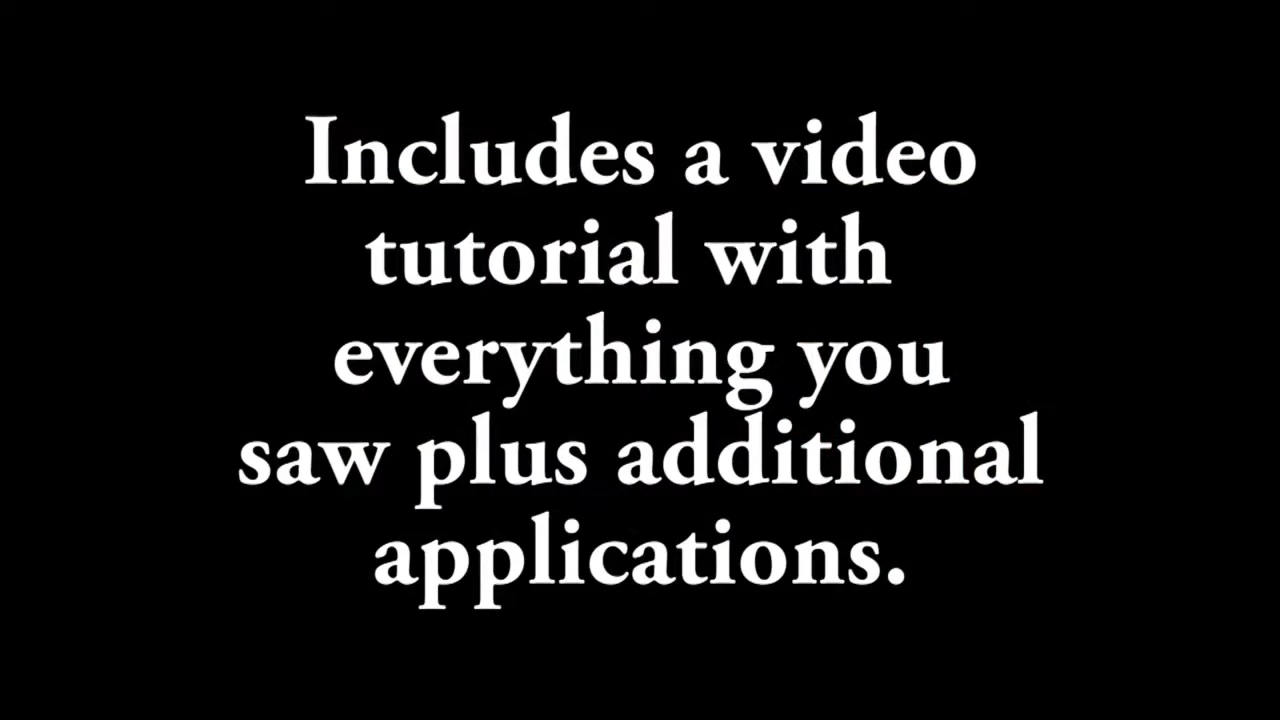 Includes a video
tutorial with
everything you
saw plus additional
applications.